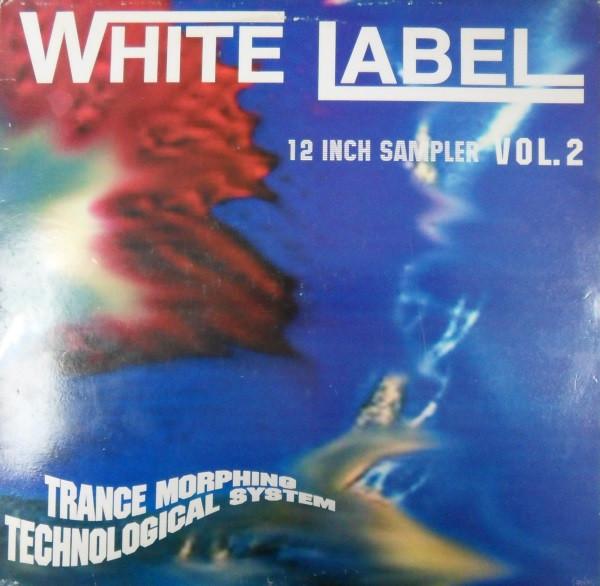 WHITE LABEL
12 INCH SAMPLER VOL.2
TRANCE MORPHING
TECHNOLOGICAL SYSTEM